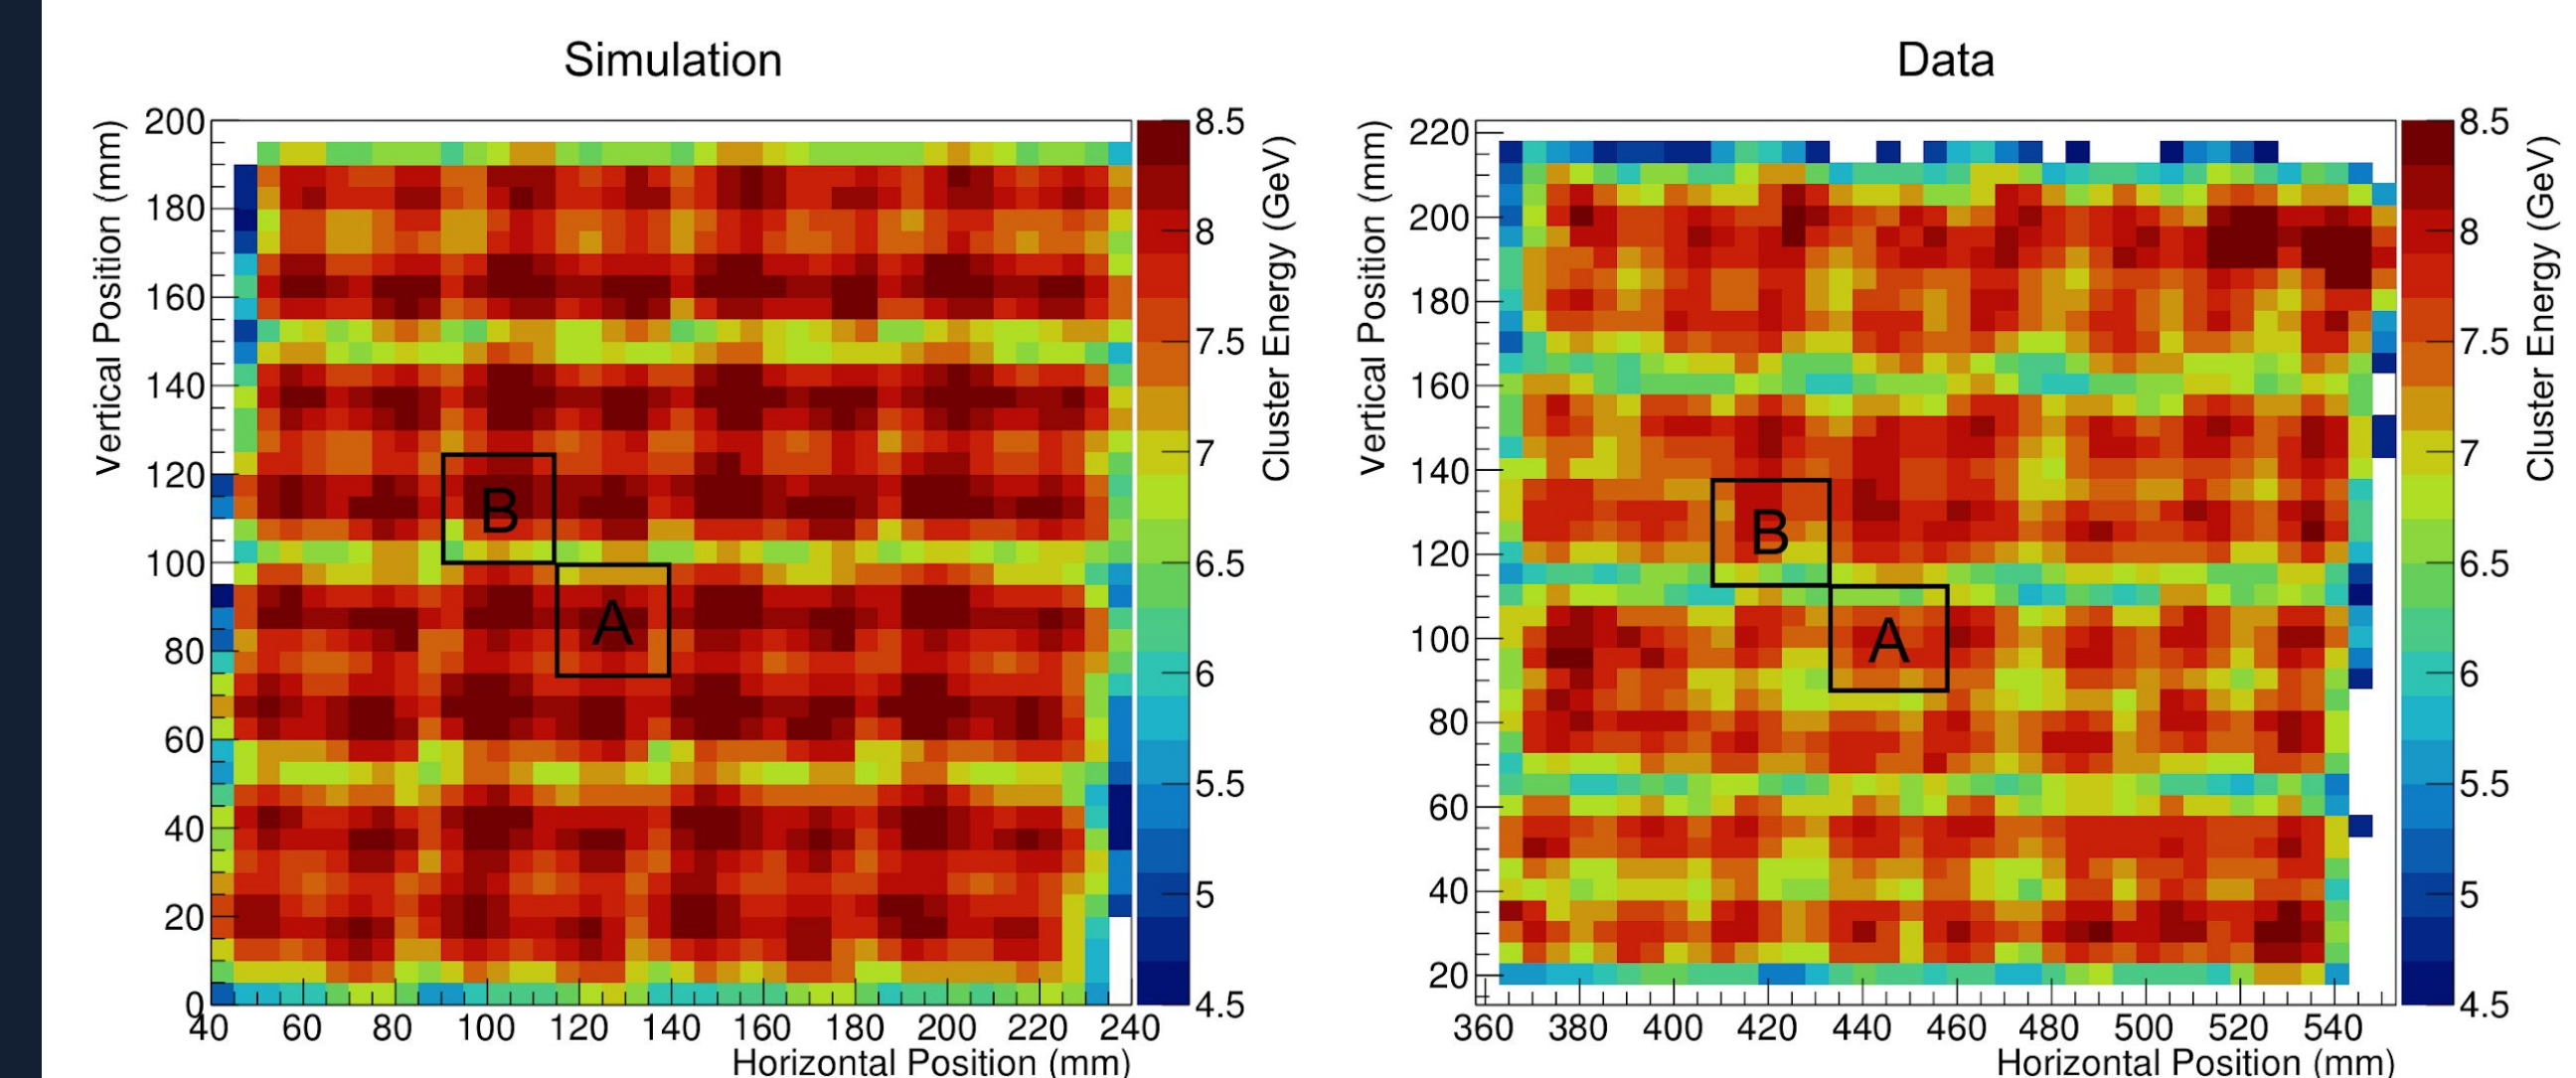 Simulation
Vertical Position (mm)
200
180
160
140
120
100
80
60
40
20
0
40 60 80 100 120 140 160 180 200 220 240
Horizontal Position (mm)
B
A
8.5
8
7.5
7
6.5
6
5.5
5
4.5
Cluster Energy (GeV)
Data
Vertical Position (mm)
220
200
180
160
140
120
100
80
60
40
20
360 380 400 420 440 460 480 500 520 540
Horizontal Position (mm)
B
A
8.5
8
7.5
7
6.5
6
5.5
5
4.5
Cluster Energy (GeV)